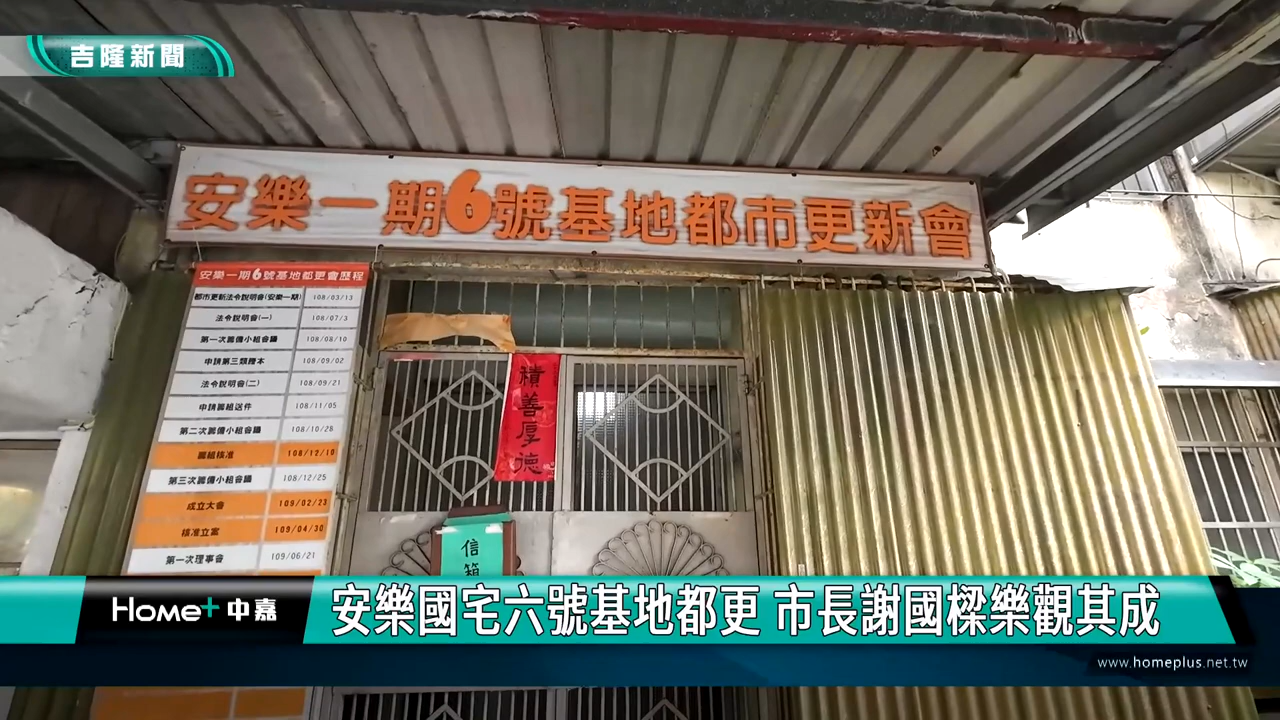 吉隆新聞
安樂一期6號基地都市更新會
安樂一期6號基地都更會歷程
都市更新法令說明會(安樂一期) 108/03/13
法令說明會(一) 108/07/3
第一次籌備小組會議 108/08/10
申請第三類謄本 108/09/02
法令說明會(二) 108/09/21
申請籌組送件 108/11/05
第二次籌備小組會議 108/10/26
籌組核准 108/12/10
第三次籌備小組會議 108/12/25
成立大會 109/02/23
核准立案 109/04/30
第一次理事會 109/06/21
積善厚德
信箱
Home+ 中嘉
安樂國宅六號基地都更 市長謝國樑樂觀其成
www.homeplus.net.tw